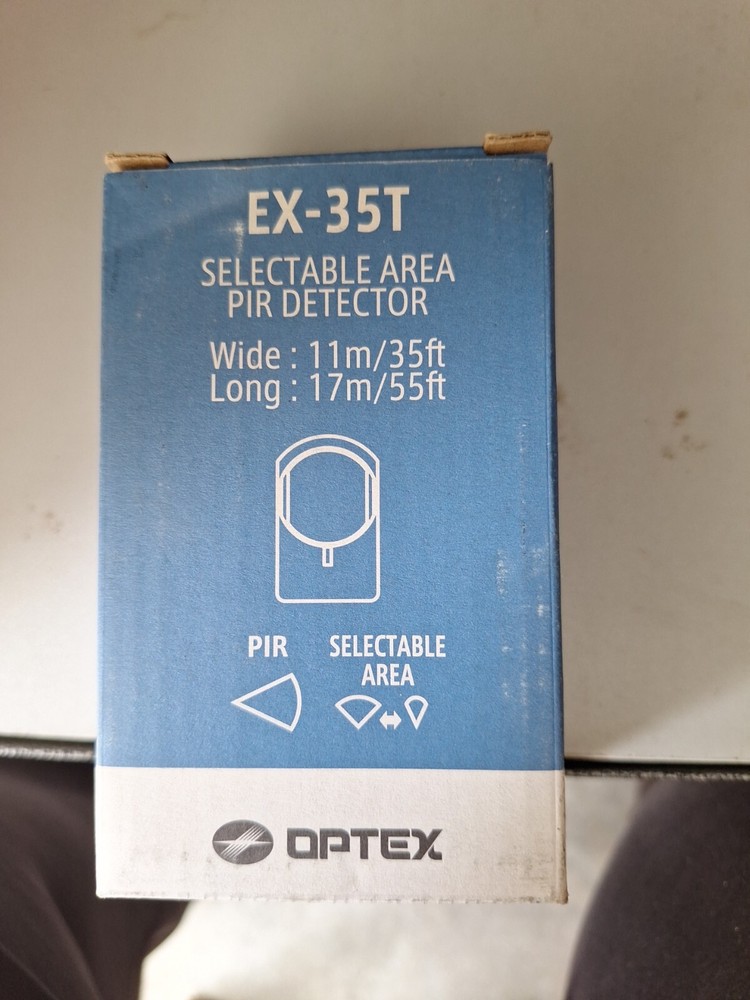 EX-35T
SELECTABLE AREA
PIR DETECTOR
Wide : 11m/35ft
Long : 17m/55ft
PIR
SELECTABLE
AREA
OPTEX